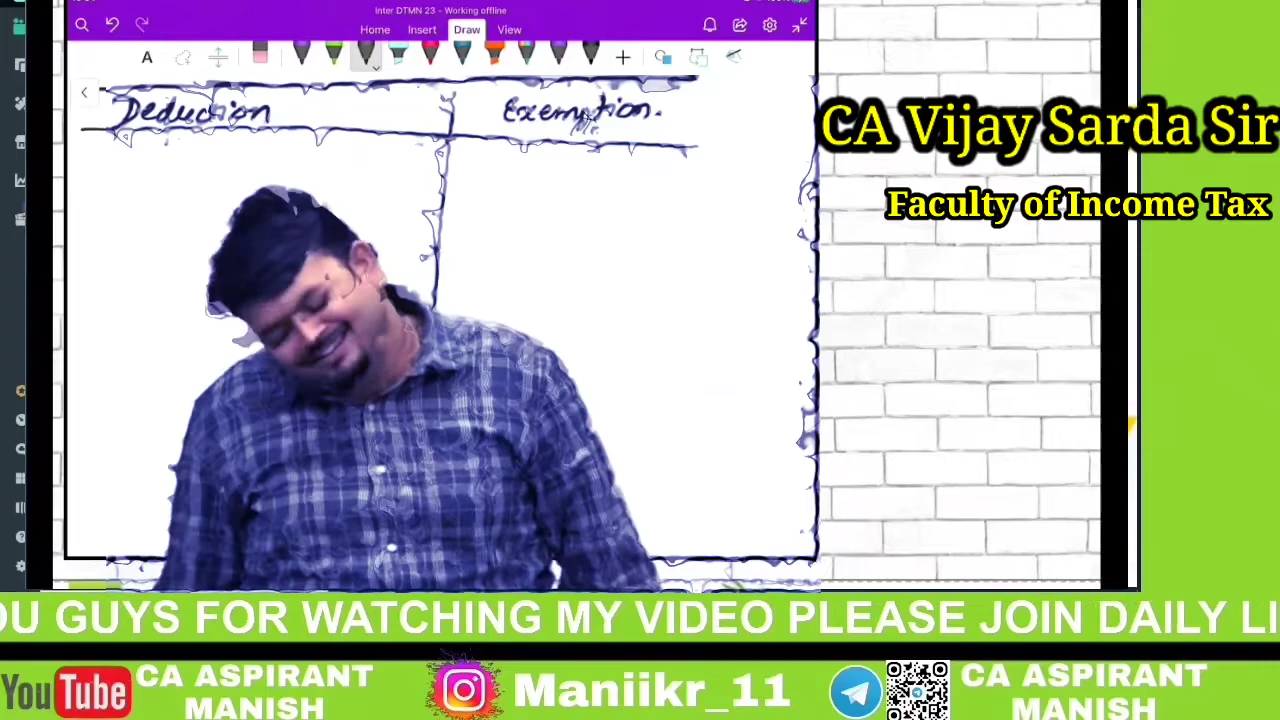 Inter DTMN 23 - Working offline
Home Insert Draw View
A
Deduction Exemption.
CA Vijay Sarda Sir
Faculty of Income Tax
OU GUYS FOR WATCHING MY VIDEO PLEASE JOIN DAILY LI
YouTube CA ASPIRANT MANISH
Maniikr_11
CA ASPIRANT MANISH